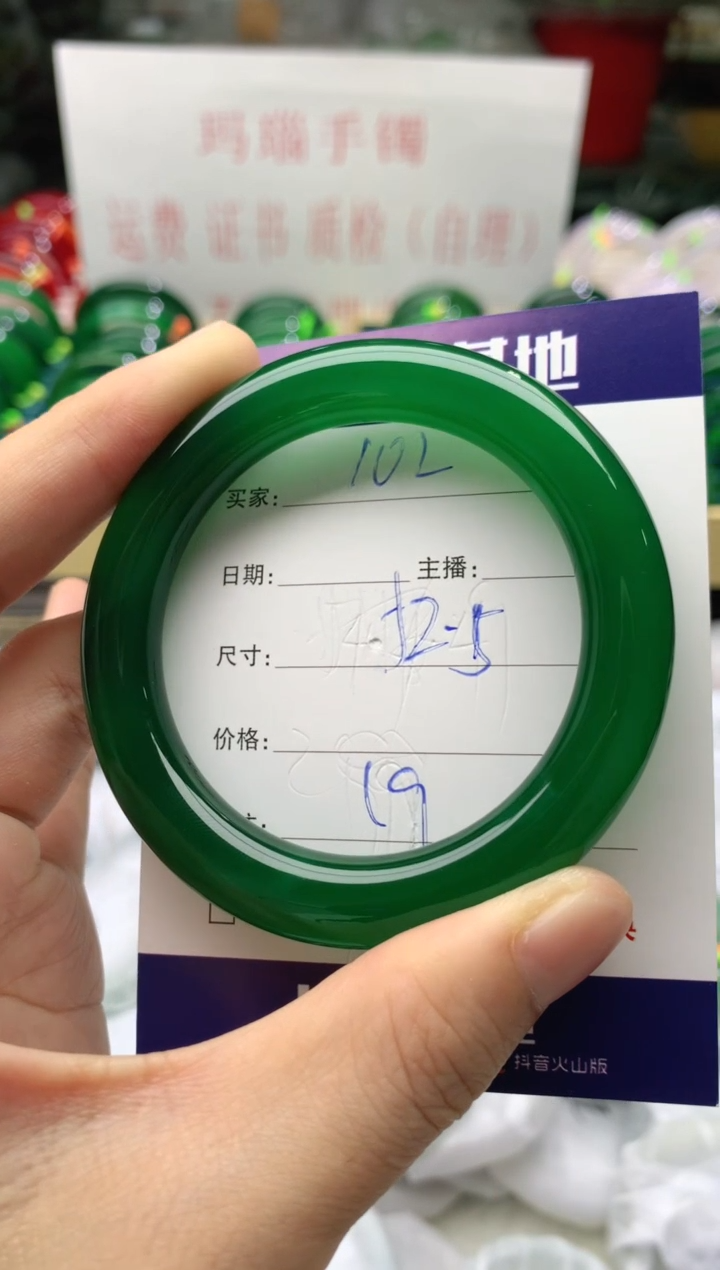 玛瑙手镯
运费 证书 质检（自理）
基地
102
买家:
日期: 主播:
尺寸: 52-5
价格:
19
抖音火山版